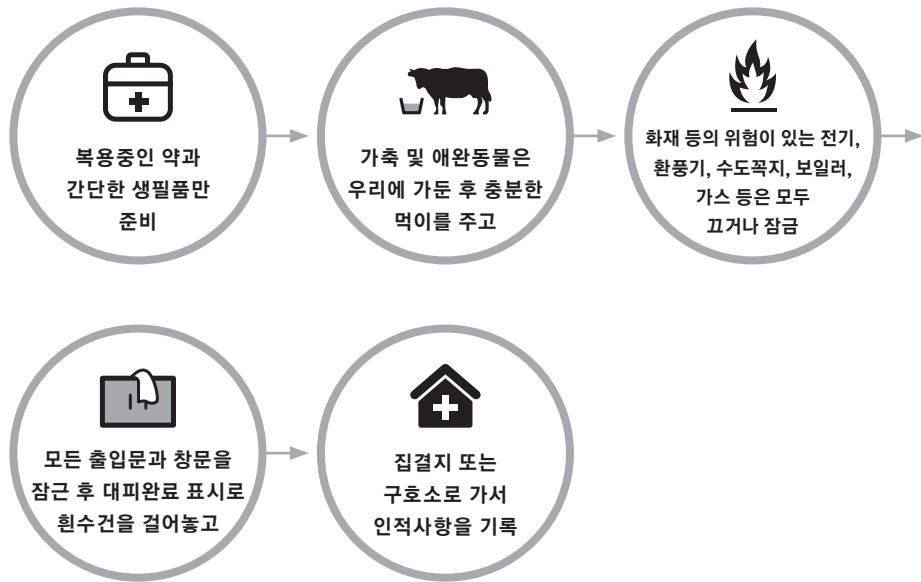 복용중인 약과
간단한 생필품만
준비
가축 및 애완동물은
우리에 가둔 후 충분한
먹이를 주고
화재 등의 위험이 있는 전기,
환풍기, 수도꼭지, 보일러,
가스 등은 모두
끄거나 잠금
모든 출입문과 창문을
잠근 후 대피완료 표시로
흰수건을 걸어놓고
집결지 또는
구호소로 가서
인적사항을 기록